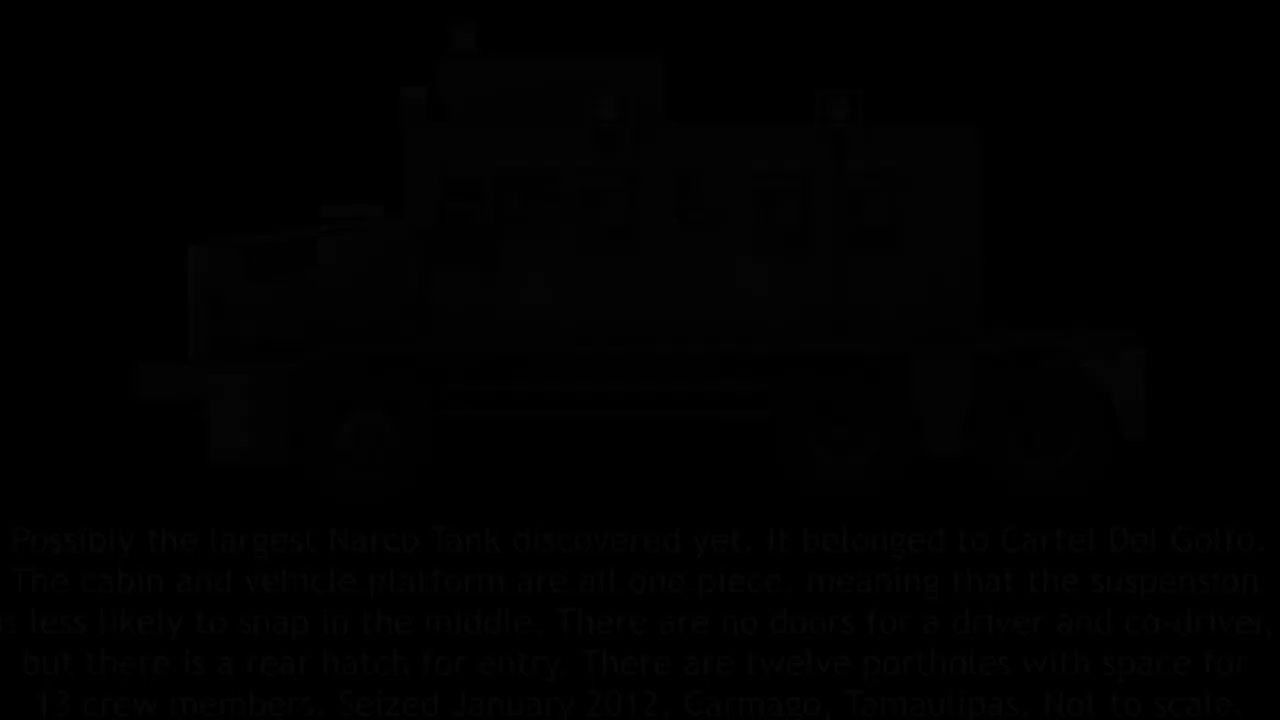 Possibly the largest Narco Tank discovered yet. It belonged to Cartel Del Golfo.
The cabin and vehicle platform are all one piece, meaning that the suspension
is less likely to snap in the middle. There are no doors for a driver and co-driver,
but there is a rear hatch for entry. There are twelve portholes with space for
13 crew members. Seized January 2012, Carmago, Tamaulipas. Not to scale.